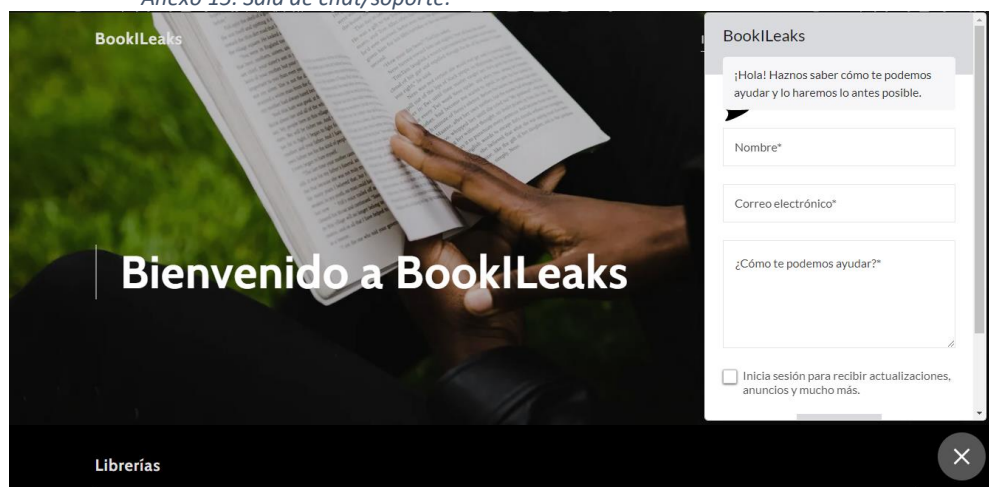 Anexo 13. Sala de chat/soporte.
BookILeaks
BookILeaks
¡Hola! Haznos saber cómo te podemos
ayudar y lo haremos lo antes posible.
Nombre*
Correo electrónico*
¿Cómo te podemos ayudar?*
Inicia sesión para recibir actualizaciones,
anuncios y mucho más.
Bienvenido a BookILeaks
Librerías